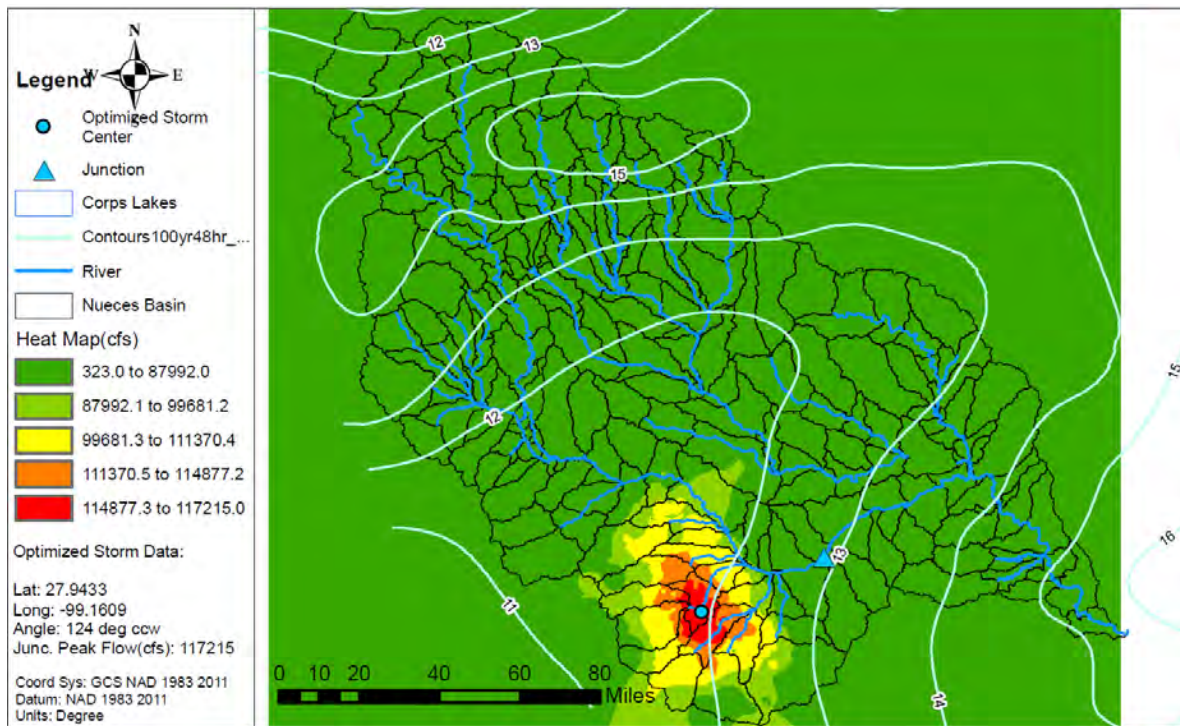 N
W
E
S
Legend
Optimized Storm
Center
Junction
Corps Lakes
Contours100yr48hr_...
River
Nueces Basin
Heat Map(cfs)
323.0 to 87992.0
87992.1 to 99681.2
99681.3 to 111370.4
111370.5 to 114877.2
114877.3 to 117215.0
Optimized Storm Data:
Lat: 27.9433
Long: -99.1609
Angle: 124 deg ccw
Junc. Peak Flow(cfs): 117215
Coord Sys: GCS NAD 1983 2011
Datum: NAD 1983 2011
Units: Degree
12
13
15
12
15
16
13
11
14
0 10 20 40 60 80
Miles